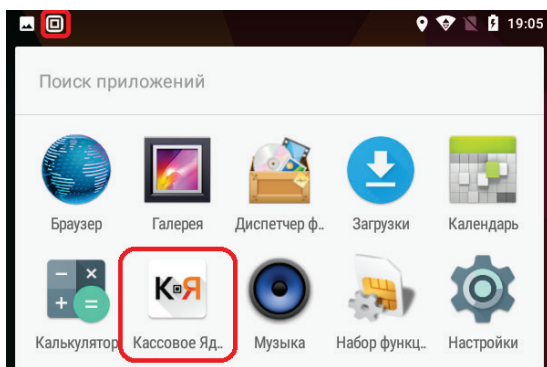 19:05
Поиск приложений
Браузер Галерея Диспетчер ф.. Загрузки Календарь
К Я
Калькулятор Кассовое Яд.. Музыка Набор функц.. Настройки